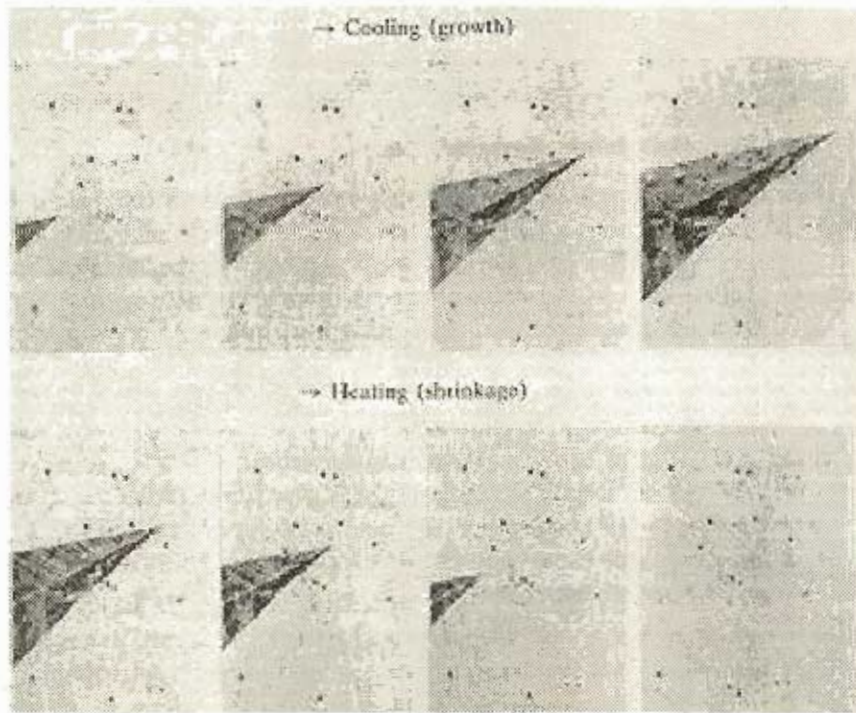 → Cooling (growth)
→ Heating (shrinkage)